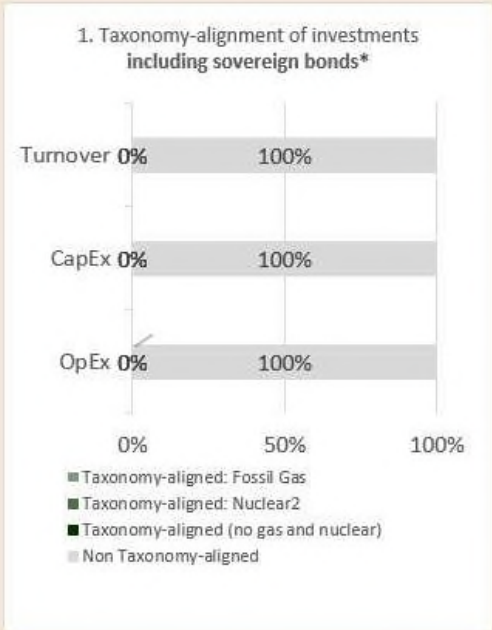 1. Taxonomy-alignment of investments
including sovereign bonds*
Turnover 0% 100%
CapEx 0% 100%
OpEx 0% 100%
0% 50% 100%
Taxonomy-aligned: Fossil Gas
Taxonomy-aligned: Nuclear2
Taxonomy-aligned (no gas and nuclear)
Non Taxonomy-aligned